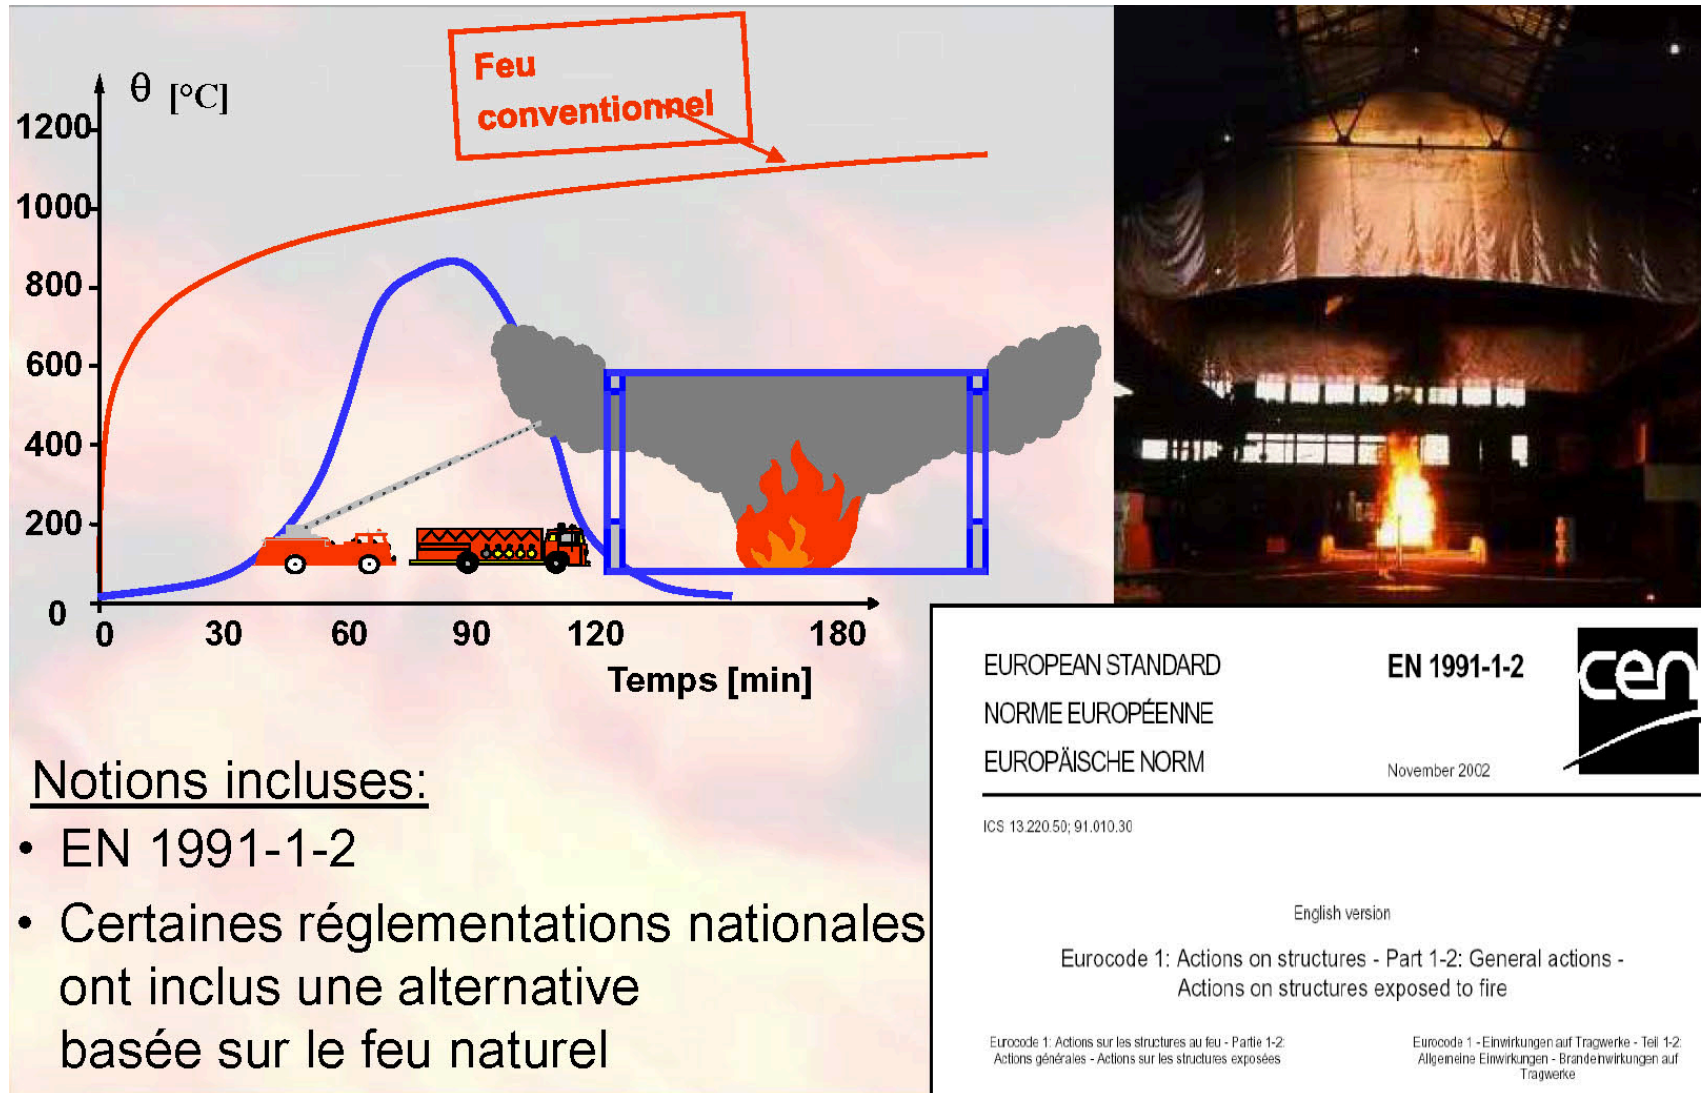 Feu
conventionnel
θ [°C]
1200
1000
800
600
400
200
0
0 30 60 90 120 180
Temps [min]
Notions incluses:
• EN 1991-1-2
• Certaines réglementations nationales
ont inclus une alternative
basée sur le feu naturel
EUROPEAN STANDARD
NORME EUROPÉENNE
EUROPÄISCHE NORM
EN 1991-1-2
cen
November 2002
ICS 13.220.50; 91.010.30
English version
Eurocode 1: Actions on structures - Part 1-2: General actions -
Actions on structures exposed to fire
Eurocode 1: Actions sur les structures au feu - Partie 1-2:
Actions générales - Actions sur les structures exposées
Eurocode 1 - Einwirkungen auf Tragwerke - Teil 1-2:
Allgemeine Einwirkungen - Brandeinwirkungen auf
Tragwerke